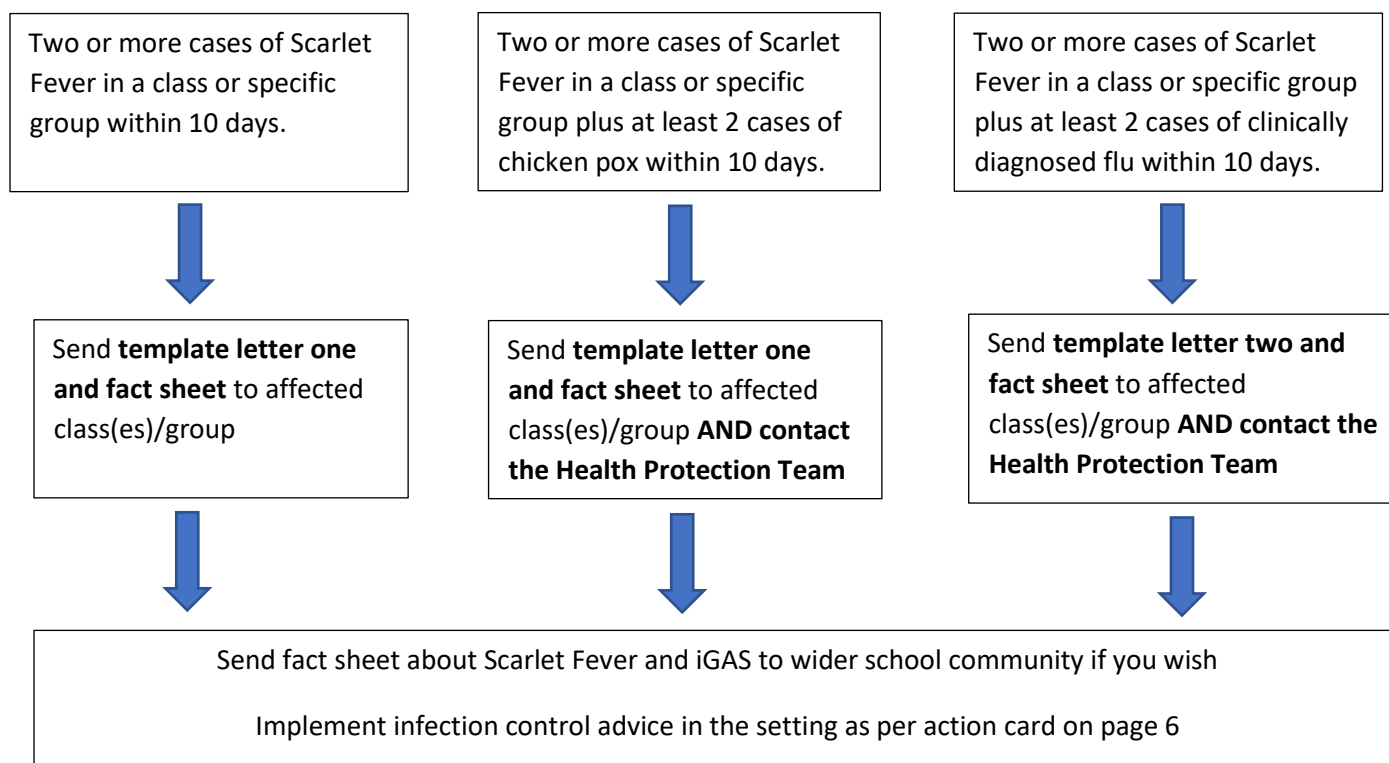 Two or more cases of Scarlet
Fever in a class or specific
group within 10 days.
Two or more cases of Scarlet
Fever in a class or specific
group plus at least 2 cases of
chicken pox within 10 days.
Two or more cases of Scarlet
Fever in a class or specific group
plus at least 2 cases of clinically
diagnosed flu within 10 days.
Send template letter one
and fact sheet to affected
class(es)/group
Send template letter one
and fact sheet to affected
class(es)/group AND contact
the Health Protection Team
Send template letter two and
fact sheet to affected
class(es)/group AND contact the
Health Protection Team
Send fact sheet about Scarlet Fever and iGAS to wider school community if you wish
Implement infection control advice in the setting as per action card on page 6